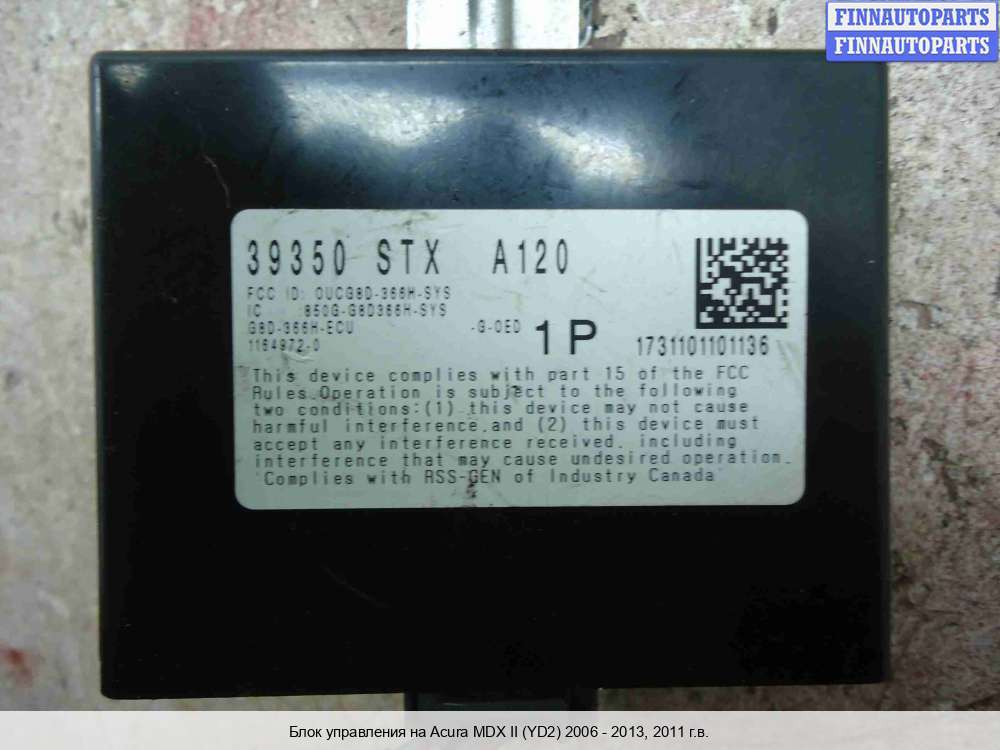 FINNAUTOPARTS
FINNAUTOPARTS
39350 STX A120
FCC ID: OUCG8D-366H-SYS
IC :850G-G8D366H-SYS
G8D-366H-ECU -G-OED 1P
1164972-0 1731101101136
This device complies with part 15 of the FCC
Rules.Operation is subject to the following
two conditions:(1) this device may not cause
harmful interference,and (2) this device must
accept any interference received, including
interference that may cause undesired operation.
"Complies with RSS-GEN of Industry Canada"
Блок управления на Acura MDX II (YD2) 2006 - 2013, 2011 г.в.